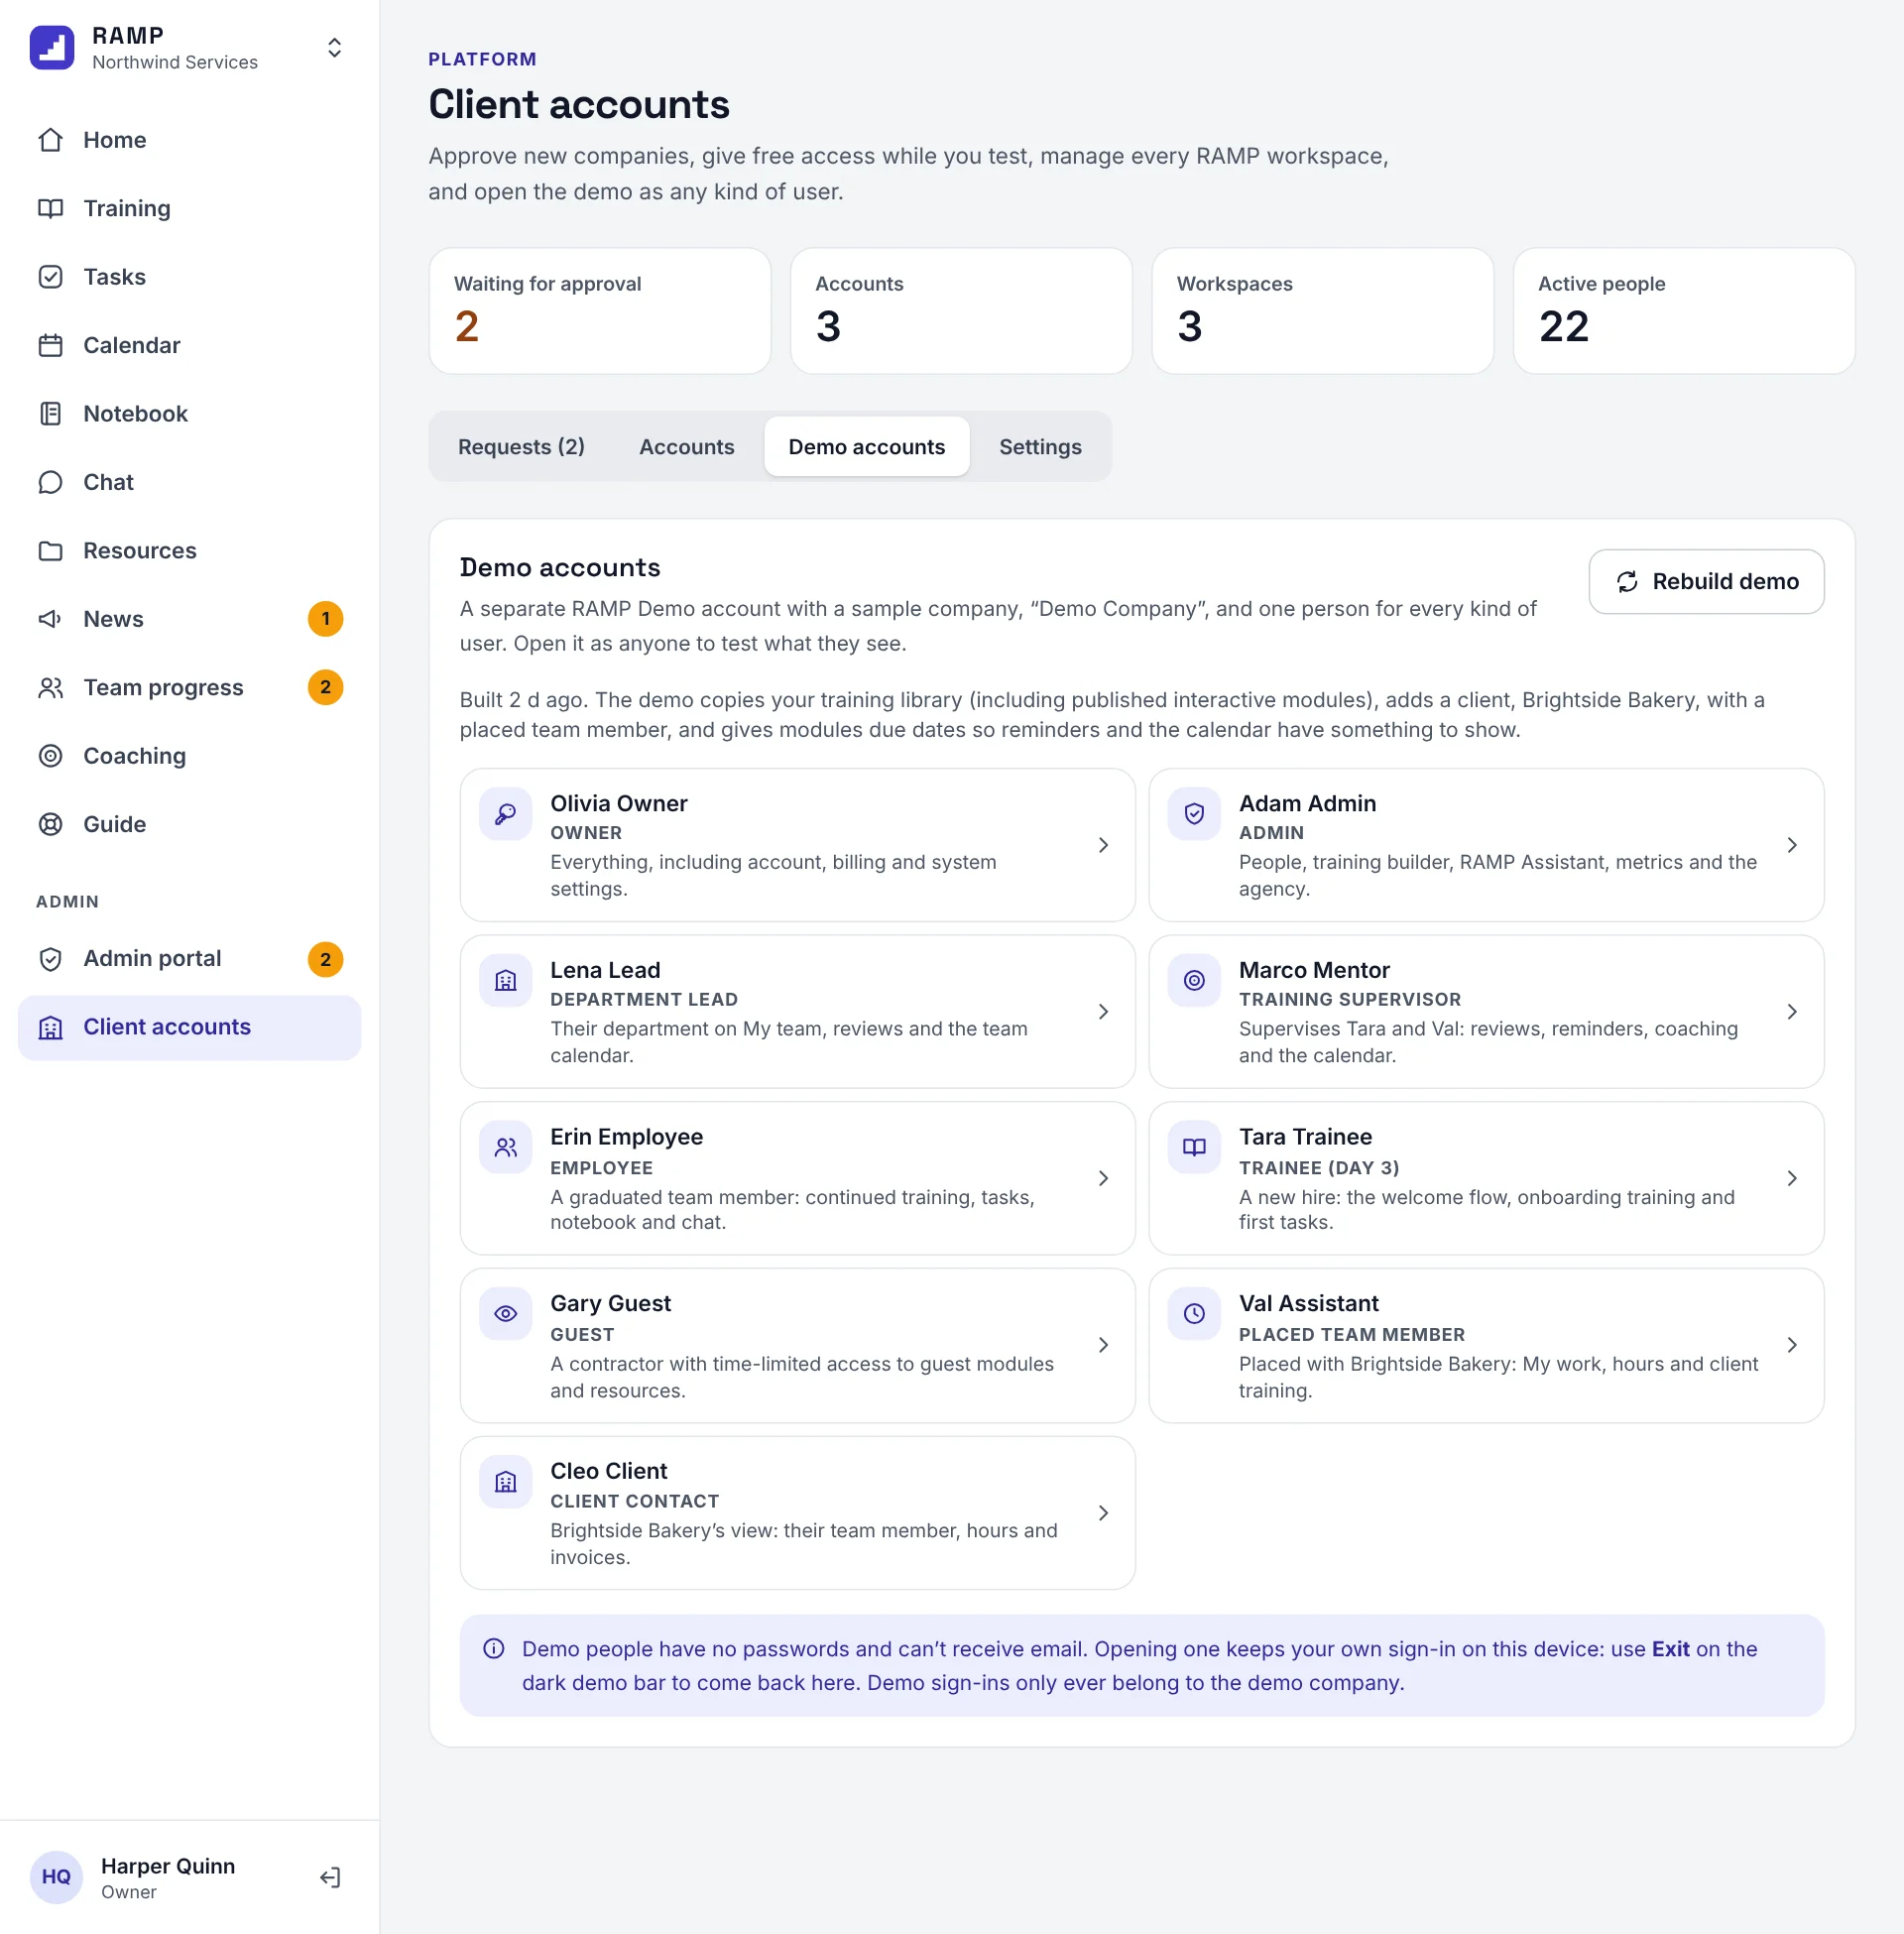 RAMP
Northwind Services
Home
Training
Tasks
Calendar
Notebook
Chat
Resources
News 1
Team progress 2
Coaching
Guide
ADMIN
Admin portal 2
Client accounts
Harper Quinn
HQ
Owner
PLATFORM
Client accounts
Approve new companies, give free access while you test, manage every RAMP workspace,
and open the demo as any kind of user.
Waiting for approval
2
Accounts
3
Workspaces
3
Active people
22
Requests (2) Accounts Demo accounts Settings
Demo accounts
Rebuild demo
A separate RAMP Demo account with a sample company, “Demo Company”, and one person for every kind of
user. Open it as anyone to test what they see.
Built 2 d ago. The demo copies your training library (including published interactive modules), adds a client, Brightside Bakery, with a
placed team member, and gives modules due dates so reminders and the calendar have something to show.
Olivia Owner
OWNER
Everything, including account, billing and system
settings.
Adam Admin
ADMIN
People, training builder, RAMP Assistant, metrics and the
agency.
Lena Lead
DEPARTMENT LEAD
Their department on My team, reviews and the team
calendar.
Marco Mentor
TRAINING SUPERVISOR
Supervises Tara and Val: reviews, reminders, coaching
and the calendar.
Erin Employee
EMPLOYEE
A graduated team member: continued training, tasks,
notebook and chat.
Tara Trainee
TRAINEE (DAY 3)
A new hire: the welcome flow, onboarding training and
first tasks.
Gary Guest
GUEST
A contractor with time-limited access to guest modules
and resources.
Val Assistant
PLACED TEAM MEMBER
Placed with Brightside Bakery: My work, hours and client
training.
Cleo Client
CLIENT CONTACT
Brightside Bakery’s view: their team member, hours and
invoices.
Demo people have no passwords and can’t receive email. Opening one keeps your own sign-in on this device: use Exit on the
dark demo bar to come back here. Demo sign-ins only ever belong to the demo company.